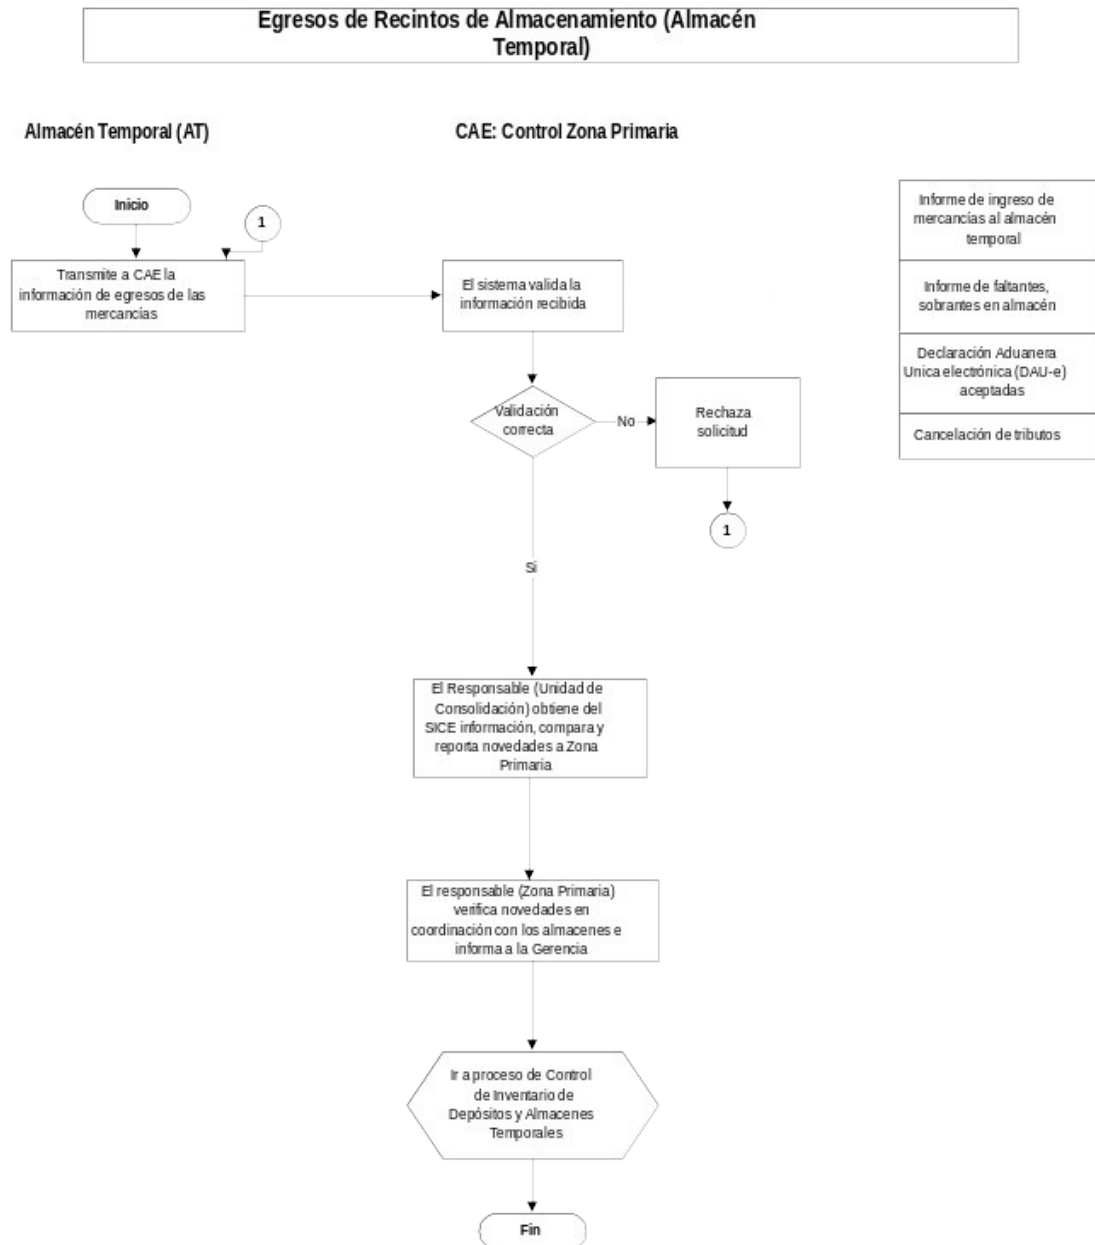 Egresos de Recintos de Almacenamiento (Almacén
Temporal)
Almacén Temporal (AT)
CAE: Control Zona Primaria
Inicio
1
Transmite a CAE la
información de egresos de las
mercancías
El sistema valida la
información recibida
Informe de ingreso de
mercancías al almacén
temporal
Informe de faltantes,
sobrantes en almacén
Declaración Aduanera
Unica electrónica (DAU-e)
aceptadas
Cancelación de tributos
Validación
correcta
No
Rechaza
solicitud
1
Si
El Responsable (Unidad de
Consolidación) obtiene del
SICE información, compara y
reporta novedades a Zona
Primaria
El responsable (Zona Primaria)
verifica novedades en
coordinación con los almacenes e
informa a la Gerencia
Ir a proceso de Control
de Inventario de
Depósitos y Almacenes
Temporales
Fin